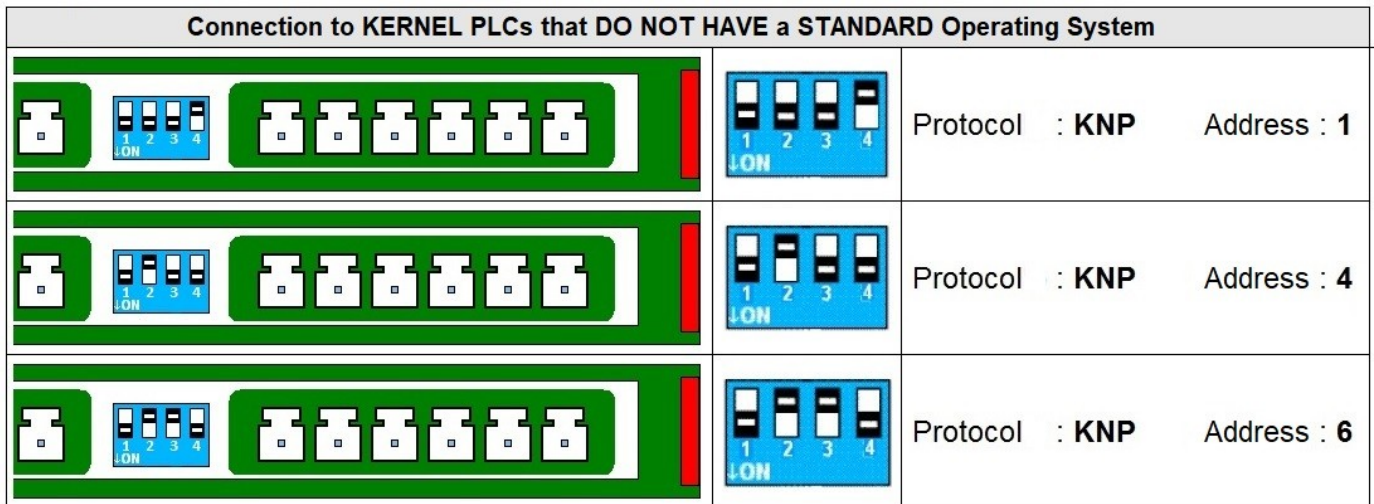 Connection to KERNEL PLCs that DO NOT HAVE a STANDARD Operating System
1 2 3 4
↓ON
1 2 3 4
↓ON
Protocol : KNP Address : 1
1 2 3 4
↓ON
1 2 3 4
↓ON
Protocol : KNP Address : 4
1 2 3 4
↓ON
1 2 3 4
↓ON
Protocol : KNP Address : 6